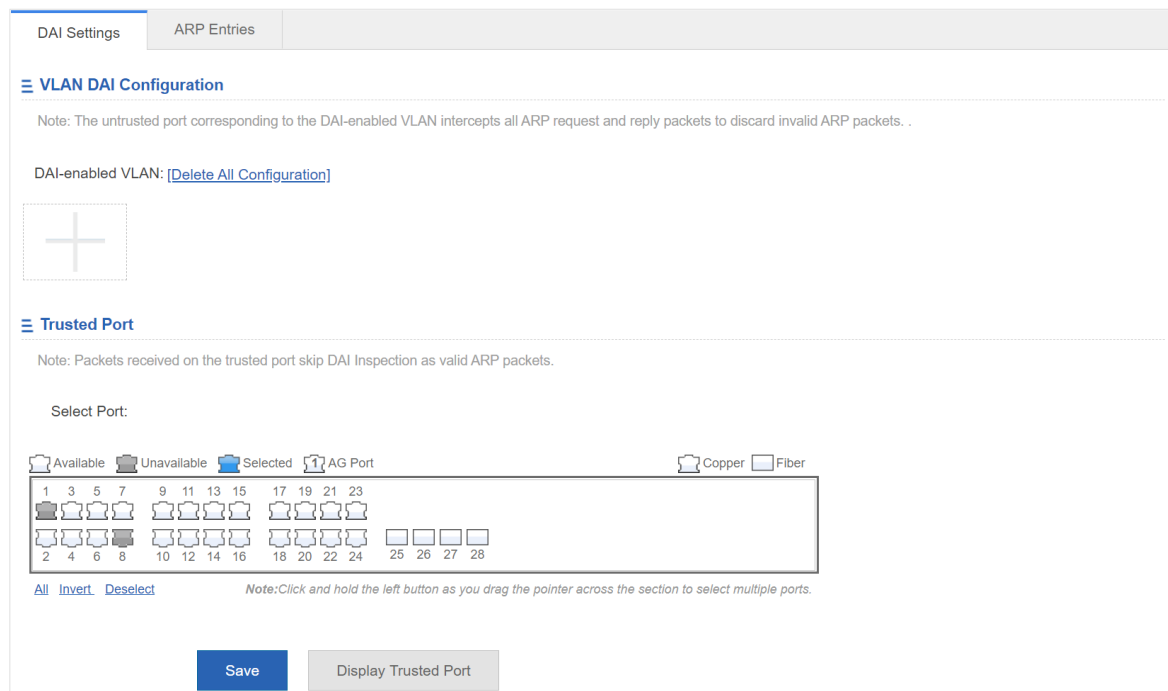 DAI Settings ARP Entries
VLAN DAI Configuration
Note: The untrusted port corresponding to the DAI-enabled VLAN intercepts all ARP request and reply packets to discard invalid ARP packets. .
DAI-enabled VLAN: [Delete All Configuration]
Trusted Port
Note: Packets received on the trusted port skip DAI Inspection as valid ARP packets.
Select Port:
Available Unavailable Selected 1 AG Port Copper Fiber
1 3 5 7 9 11 13 15 17 19 21 23
2 4 6 8 10 12 14 16 18 20 22 24 25 26 27 28
All Invert Deselect Note:Click and hold the left button as you drag the pointer across the section to select multiple ports.
Save Display Trusted Port